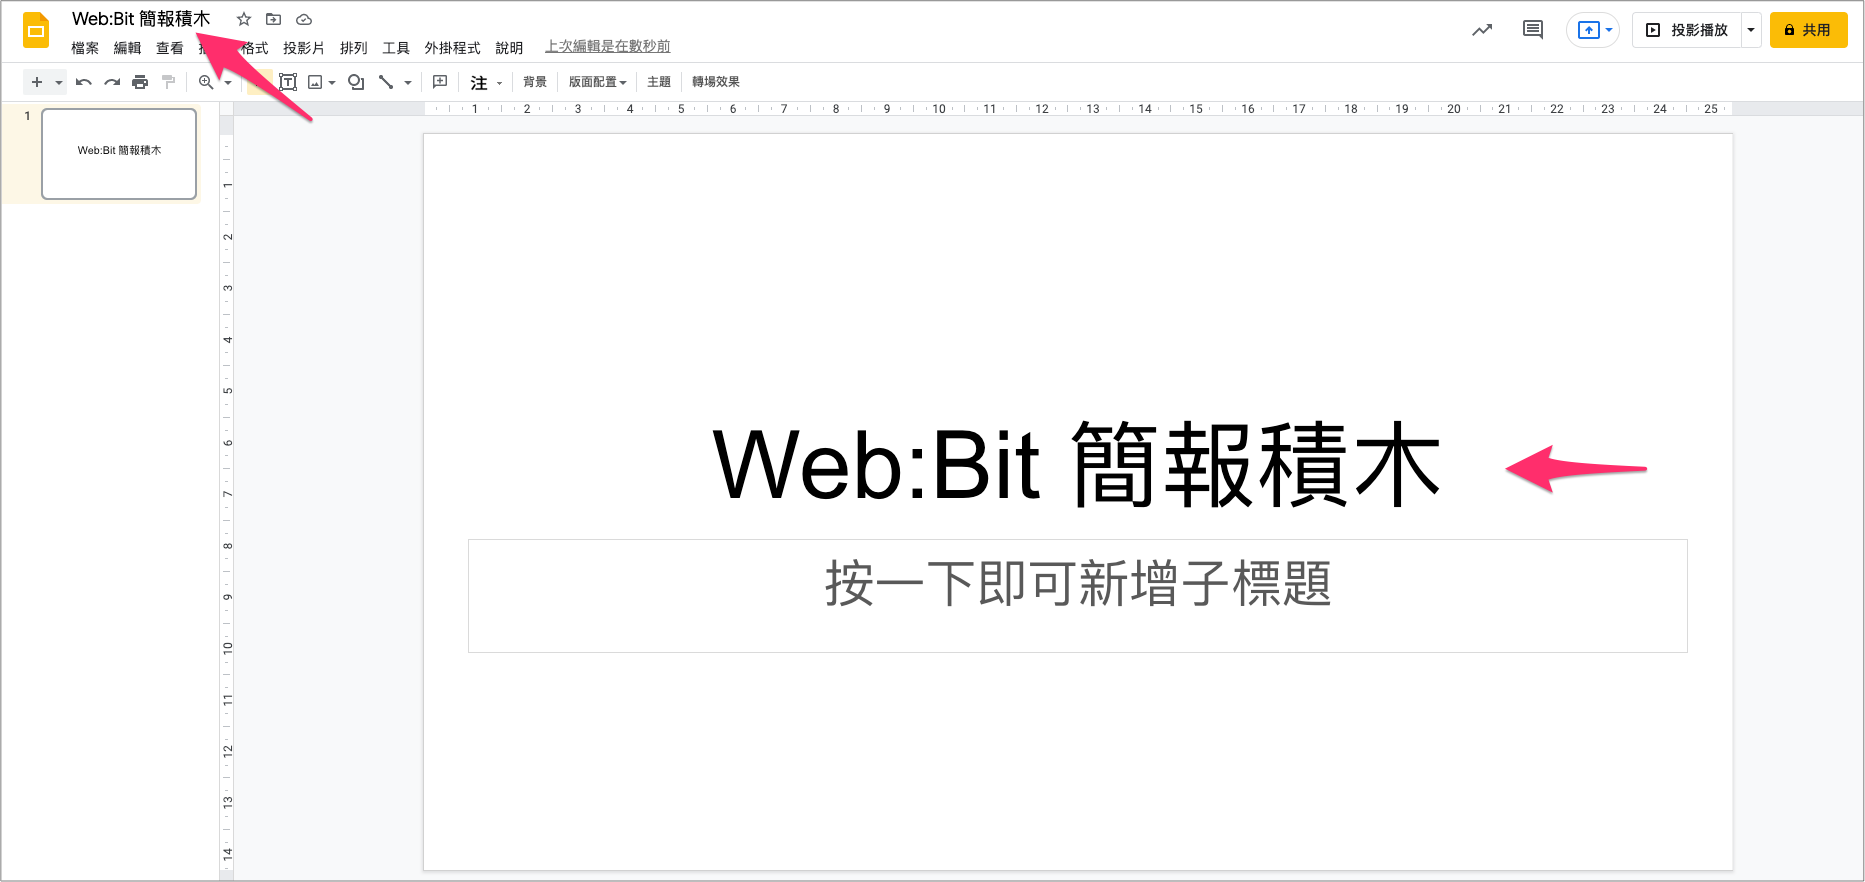 Web:Bit 簡報積木
檔案 編輯 查看 格式 投影片 排列 工具 外掛程式 說明 上次編輯是在數秒前
投影播放 共用
注 背景 版面配置 主題 轉場效果
1 2 3 4 5 6 7 8 9 10 11 12 13 14 15 16 17 18 19 20 21 22 23 24 25
1
Web:Bit 簡報積木
1
2
3
4
5
6
7
8
9
10
11
12
13
14
Web:Bit 簡報積木
按一下即可新增子標題